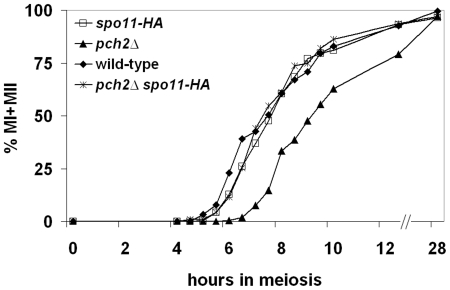 spo11-HA
pch2Δ
wild-type
pch2Δ spo11-HA
% MI+MII
100
75
50
25
0
0 2 4 6 8 10 12 28
hours in meiosis